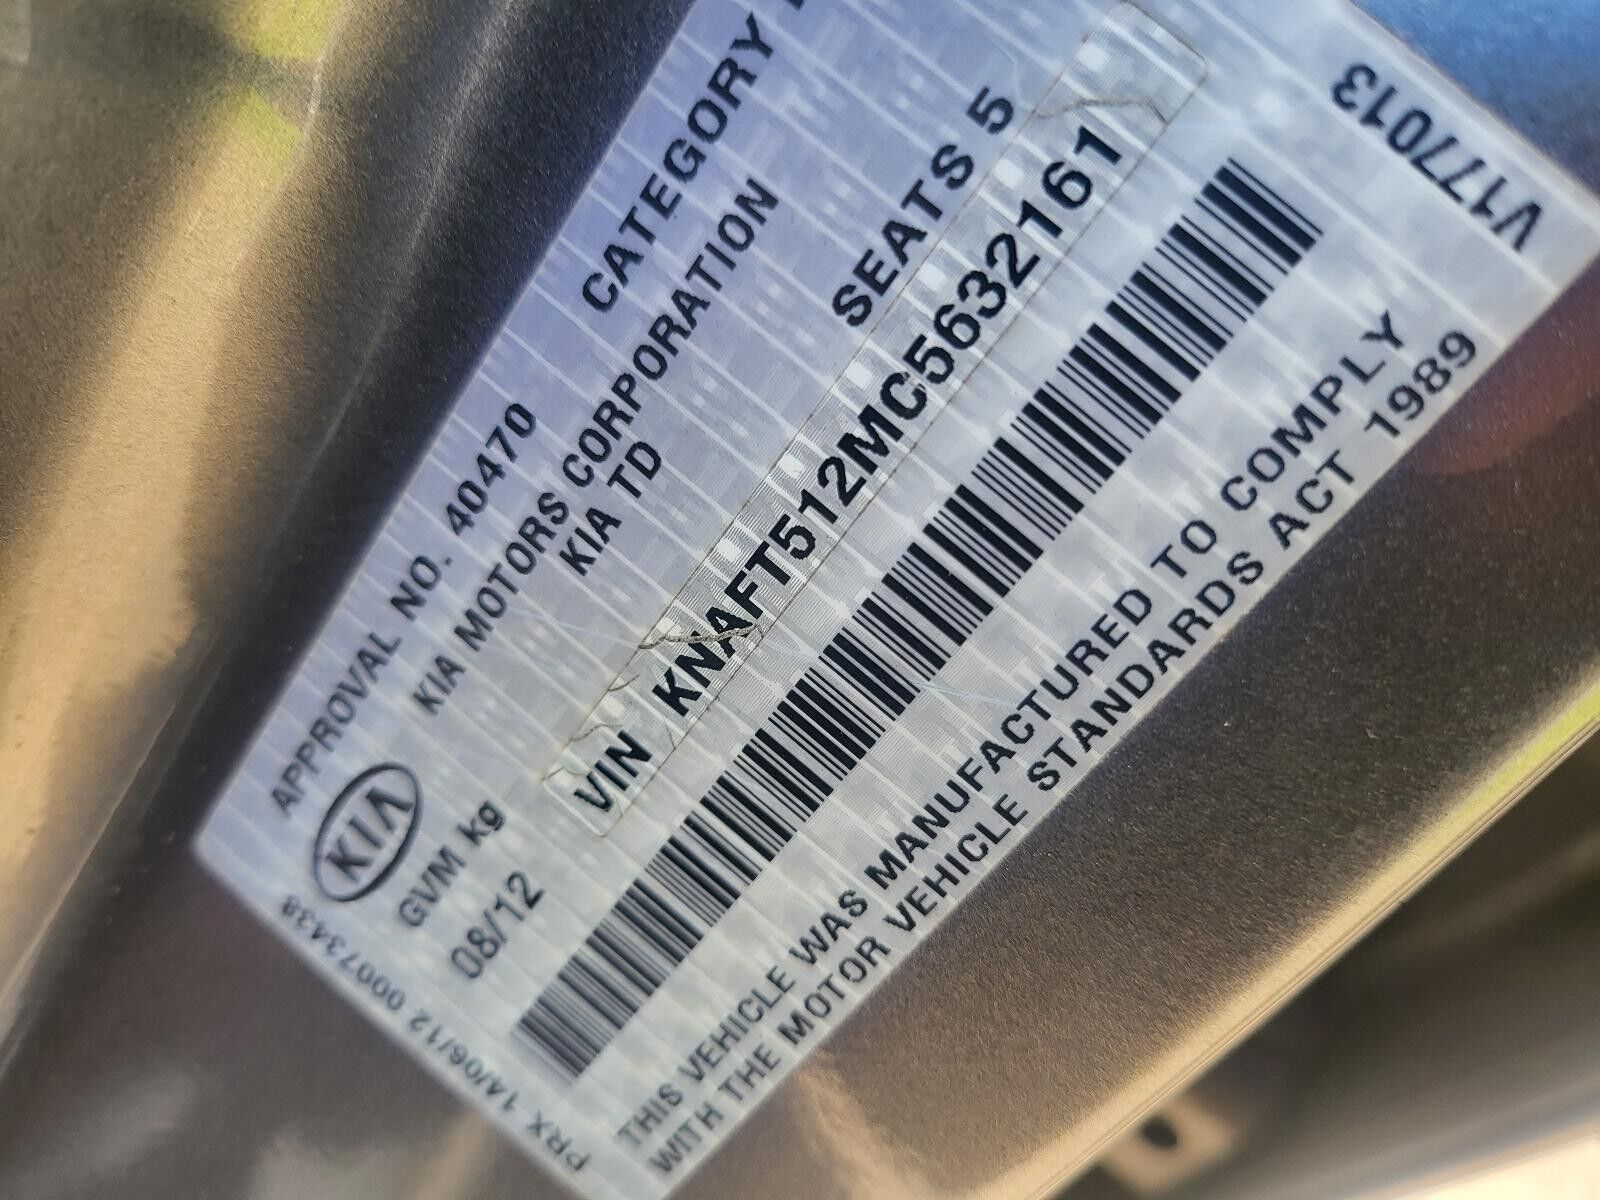 APPROVAL NO. 40470 CATEGORY
KIA MOTORS CORPORATION
KIA TD
KIA
GVM kg
08/12
SEATS 5
VIN KNAFT512MC5632161
THIS VEHICLE WAS MANUFACTURED TO COMPLY
WITH THE MOTOR VEHICLE STANDARDS ACT 1989
PRX 14/06/12 00073438
V177013